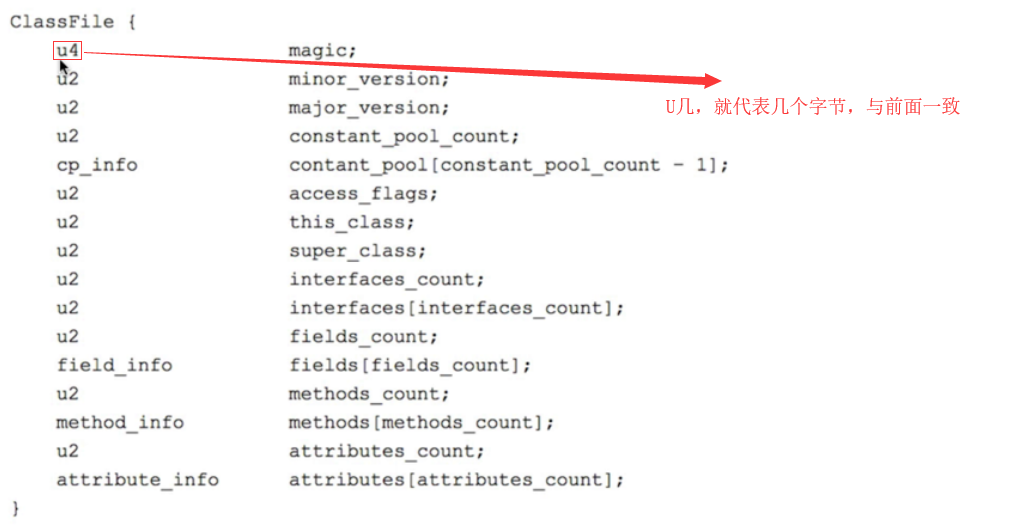 ClassFile {
u4 magic;
u2 minor_version;
U几，就代表几个字节，与前面一致
u2 major_version;
u2 constant_pool_count;
cp_info contant_pool[constant_pool_count - 1];
u2 access_flags;
u2 this_class;
u2 super_class;
u2 interfaces_count;
u2 interfaces[interfaces_count];
u2 fields_count;
field_info fields[fields_count];
u2 methods_count;
method_info methods[methods_count];
u2 attributes_count;
attribute_info attributes[attributes_count];
}